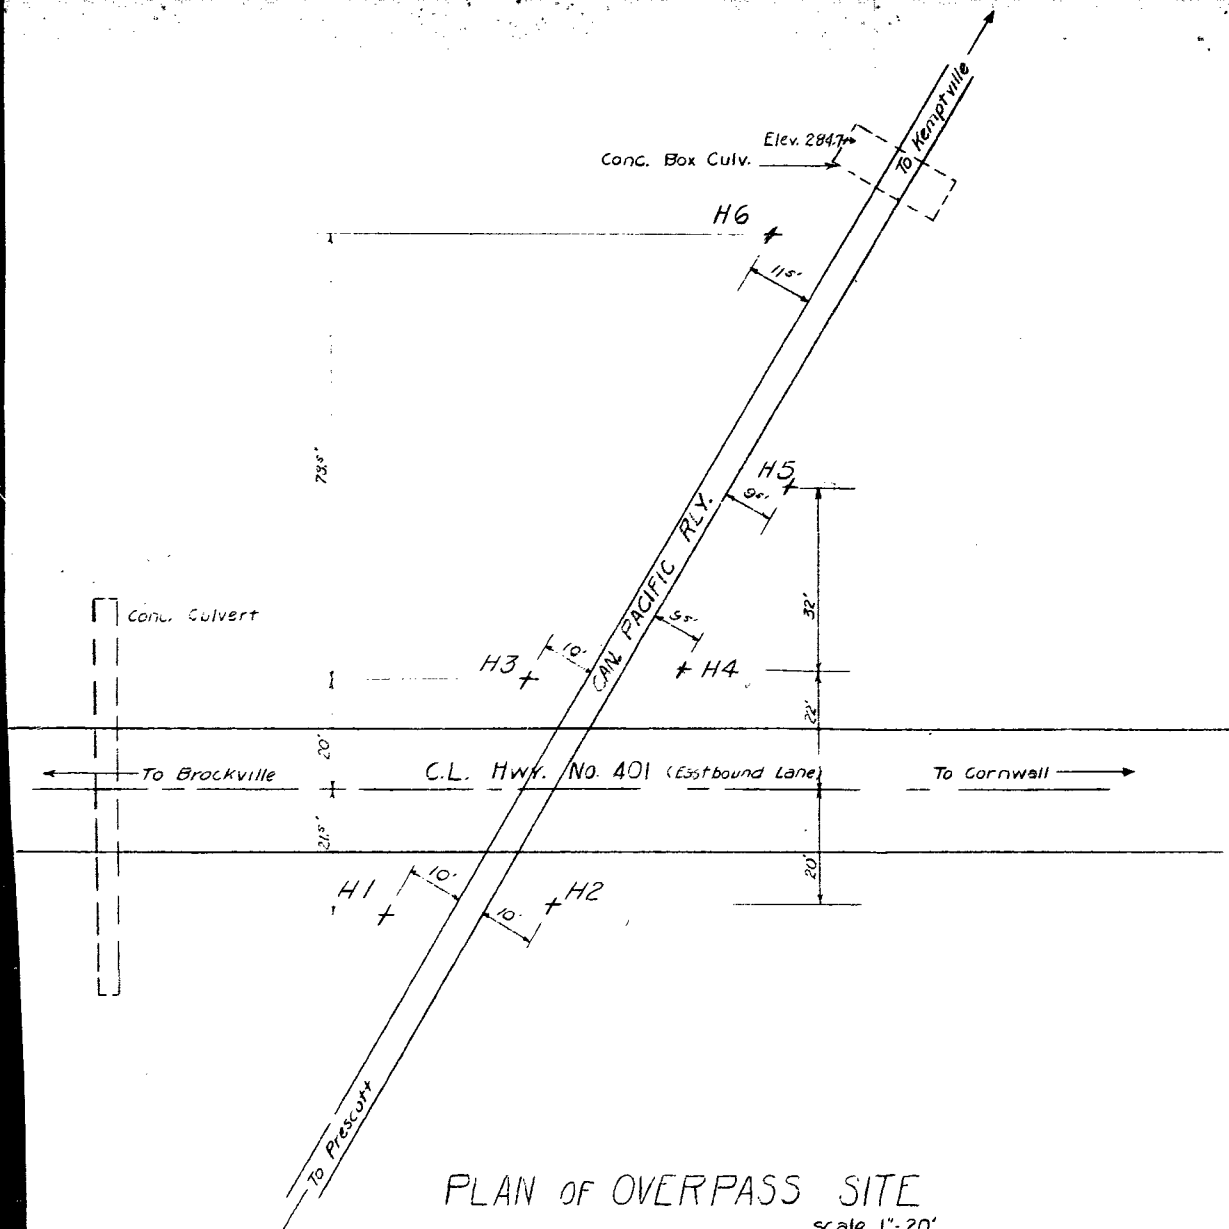 To Kemptville
Elev. 284.7
Conc. Box Culv.
H6
11.5'
79.5'
H5
9.5'
CAN. PACIFIC RLY.
32'
Conc. Culvert
9.5'
10'
H3
H4
22'
20'
To Brockville
C.L. Hwy. No. 401 (Eastbound Lane)
To Cornwall
21.5'
20'
10'
H1
H2
10'
To Prescott
PLAN OF OVERPASS SITE
scale 1"-20'